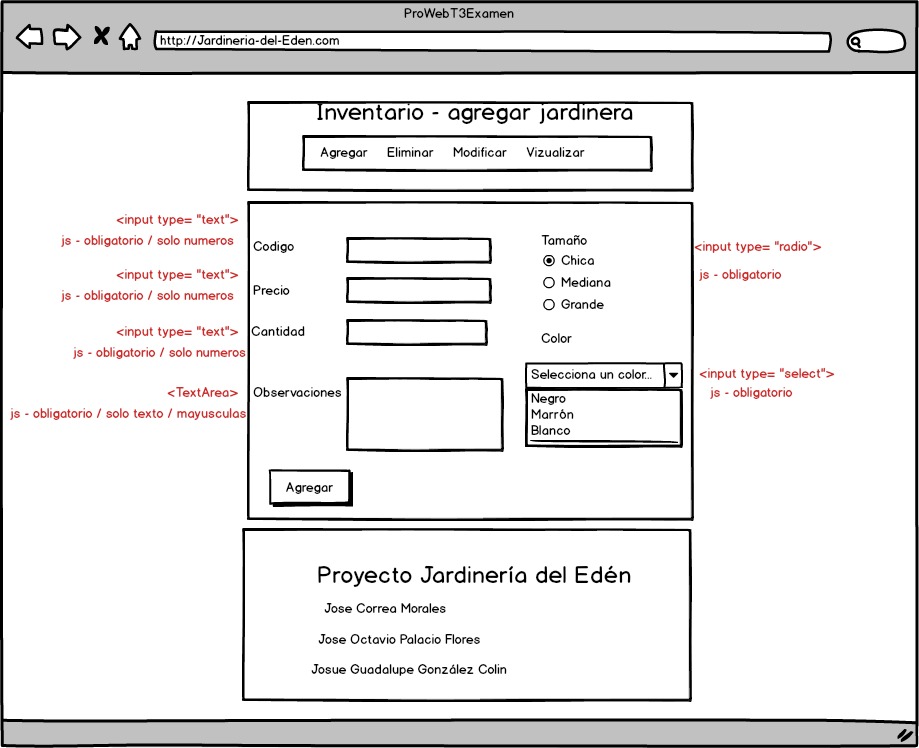 ProWebT3Examen
http://Jardineria-del-Eden.com
Inventario - agregar jardinera
Agregar Eliminar Modificar Vizualizar
<input type= "text">
js - obligatorio / solo numeros
Codigo
<input type= "text">
js - obligatorio / solo numeros
Precio
<input type= "text">
js - obligatorio / solo numeros
Cantidad
<TextArea>
js - obligatorio / solo texto / mayusculas
Observaciones
Agregar
Tamaño
Chica
Mediana
Grande
<input type= "radio">
js - obligatorio
Color
Selecciona un color...
Negro
Marrón
Blanco
<input type= "select">
js - obligatorio
Proyecto Jardinería del Edén
Jose Correa Morales
Jose Octavio Palacio Flores
Josue Guadalupe González Colin